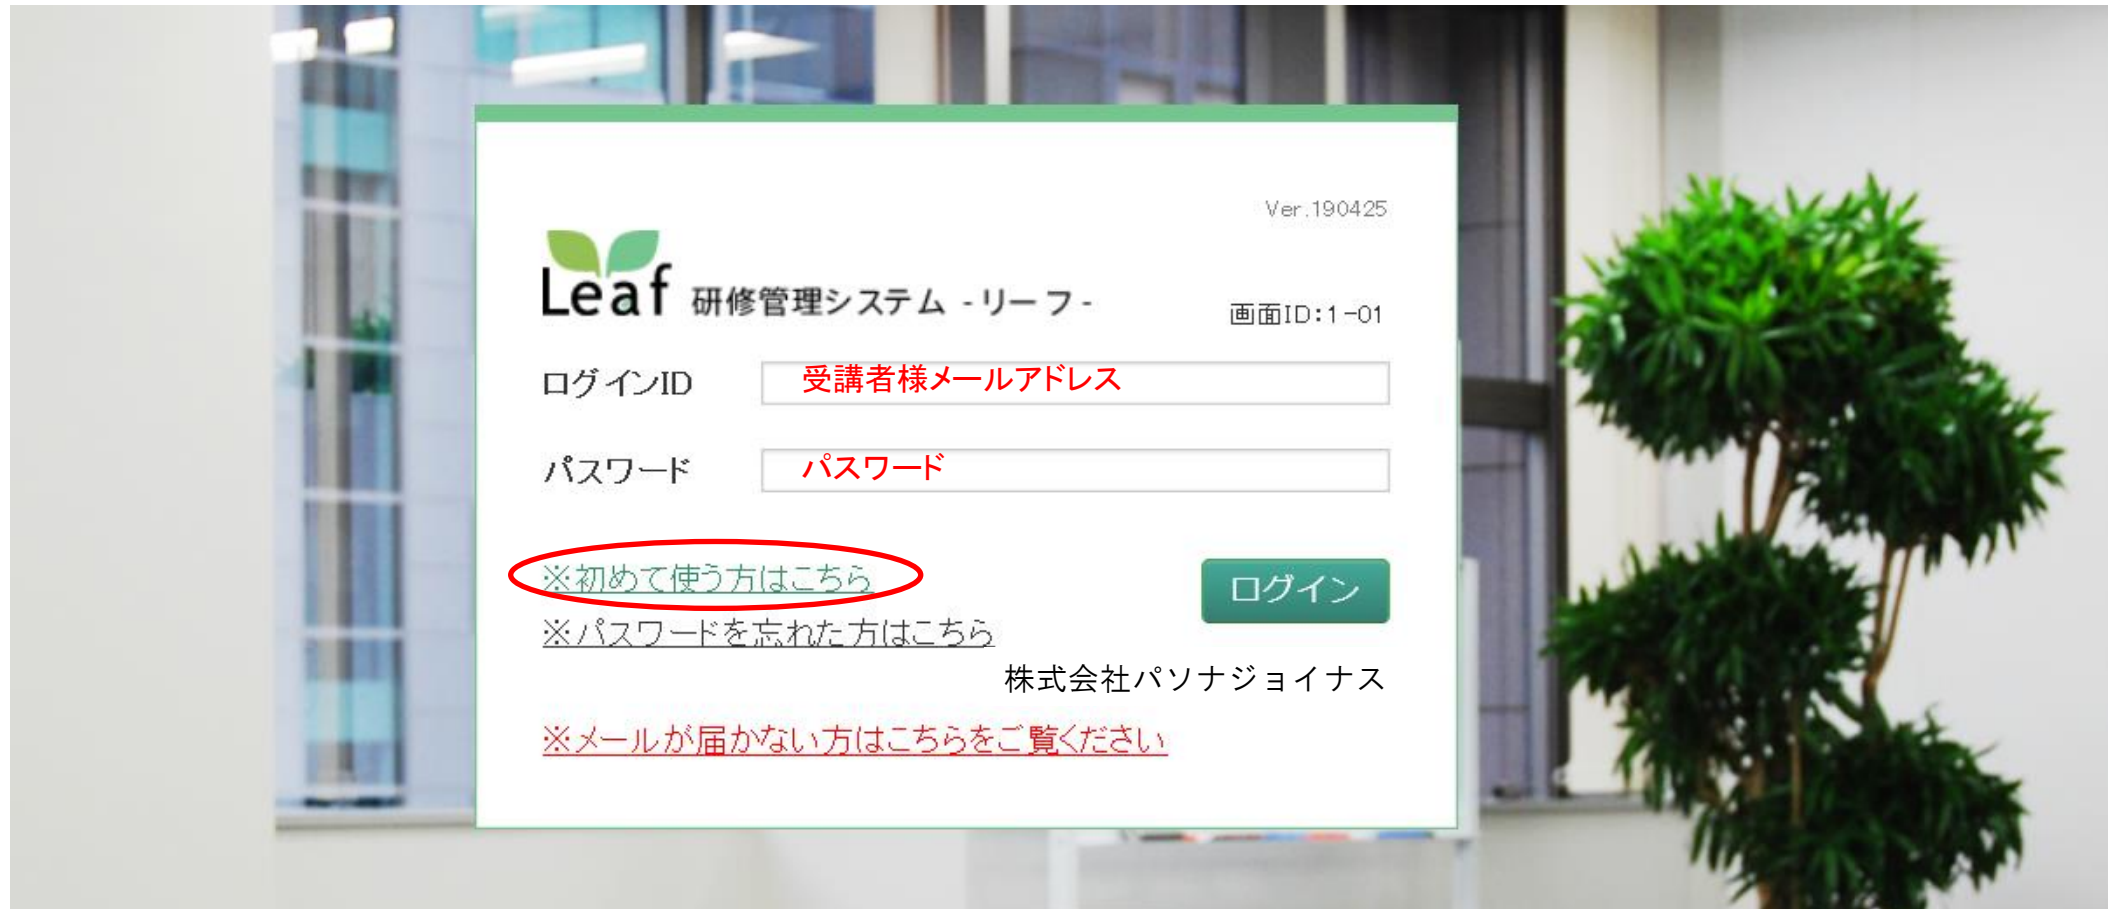 Ver.190425
Leaf 研修管理システム -リーフ-
画面ID:1-01
ログインID 受講者様メールアドレス
パスワード パスワード
※初めて使う方はこちら
ログイン
※パスワードを忘れた方はこちら
株式会社パソナジョイナス
※メールが届かない方はこちらをご覧ください